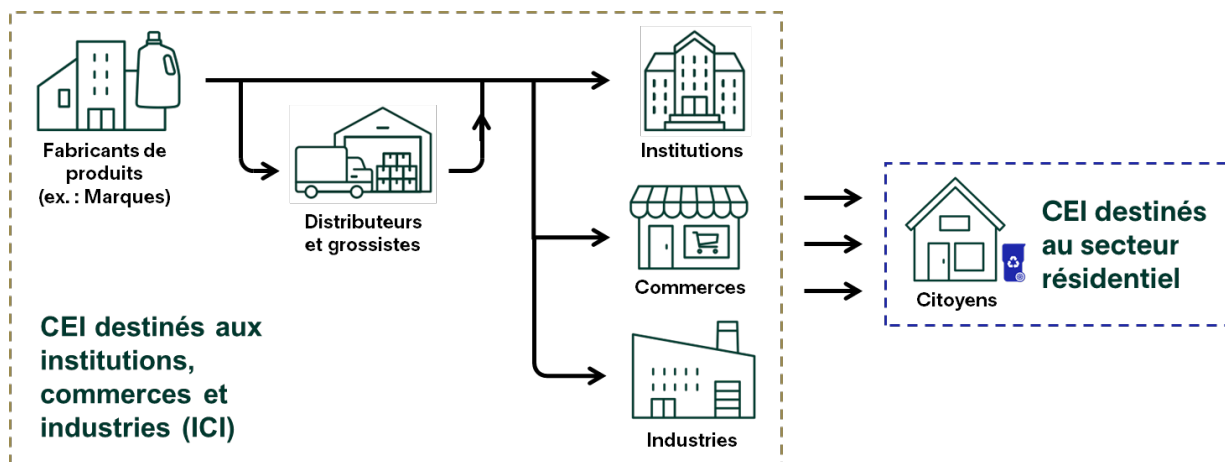 Fabricants de
produits
(ex. : Marques)
Distributeurs
et grossistes
Institutions
Commerces
Industries
CEI destinés aux
institutions,
commerces et
industries (ICI)
Citoyens
CEI destinés
au secteur
résidentiel